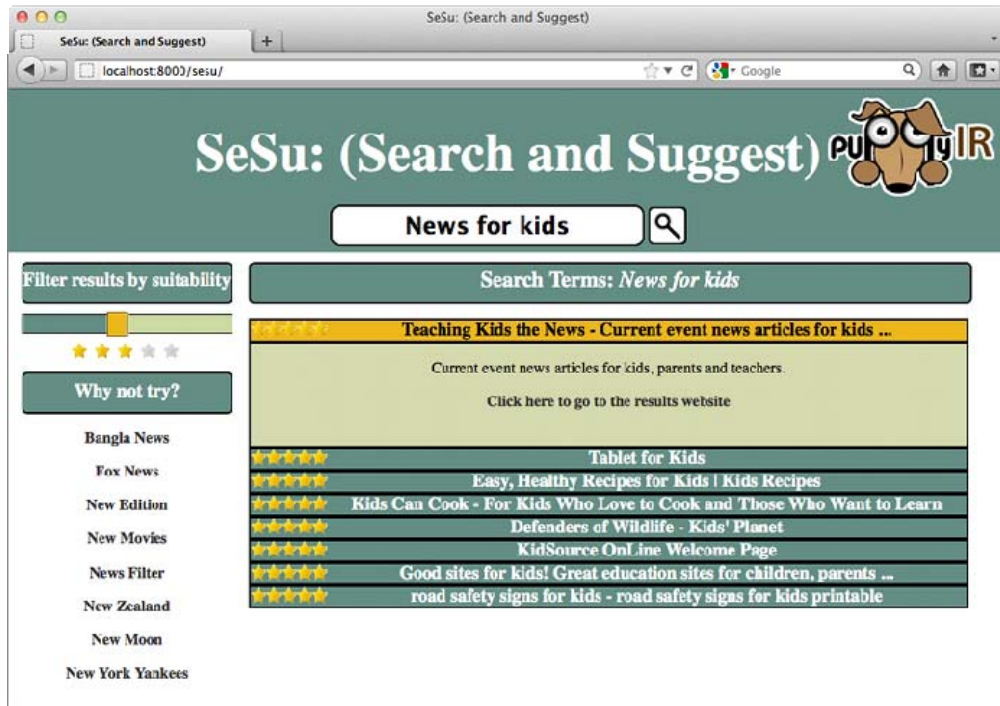 SeSu: (Search and Suggest)
SeSu: (Search and Suggest)
localhost:8000/sesu/
Google
SeSu: (Search and Suggest)
PuppyIR
News for kids
Filter results by suitability
Search Terms: News for kids
Teaching Kids the News - Current event news articles for kids ...
Current event news articles for kids, parents and teachers.
Click here to go to the results website
Why not try?
Bangla News
Fox News
New Edition
New Movies
News Filter
New Zealand
New Moon
New York Yankees
Tablet for Kids
Easy, Healthy Recipes for Kids | Kids Recipes
Kids Can Cook - For Kids Who Love to Cook and Those Who Want to Learn
Defenders of Wildlife - Kids' Planet
KidSource OnLine Welcome Page
Good sites for kids! Great education sites for children, parents ...
road safety signs for kids - road safety signs for kids printable